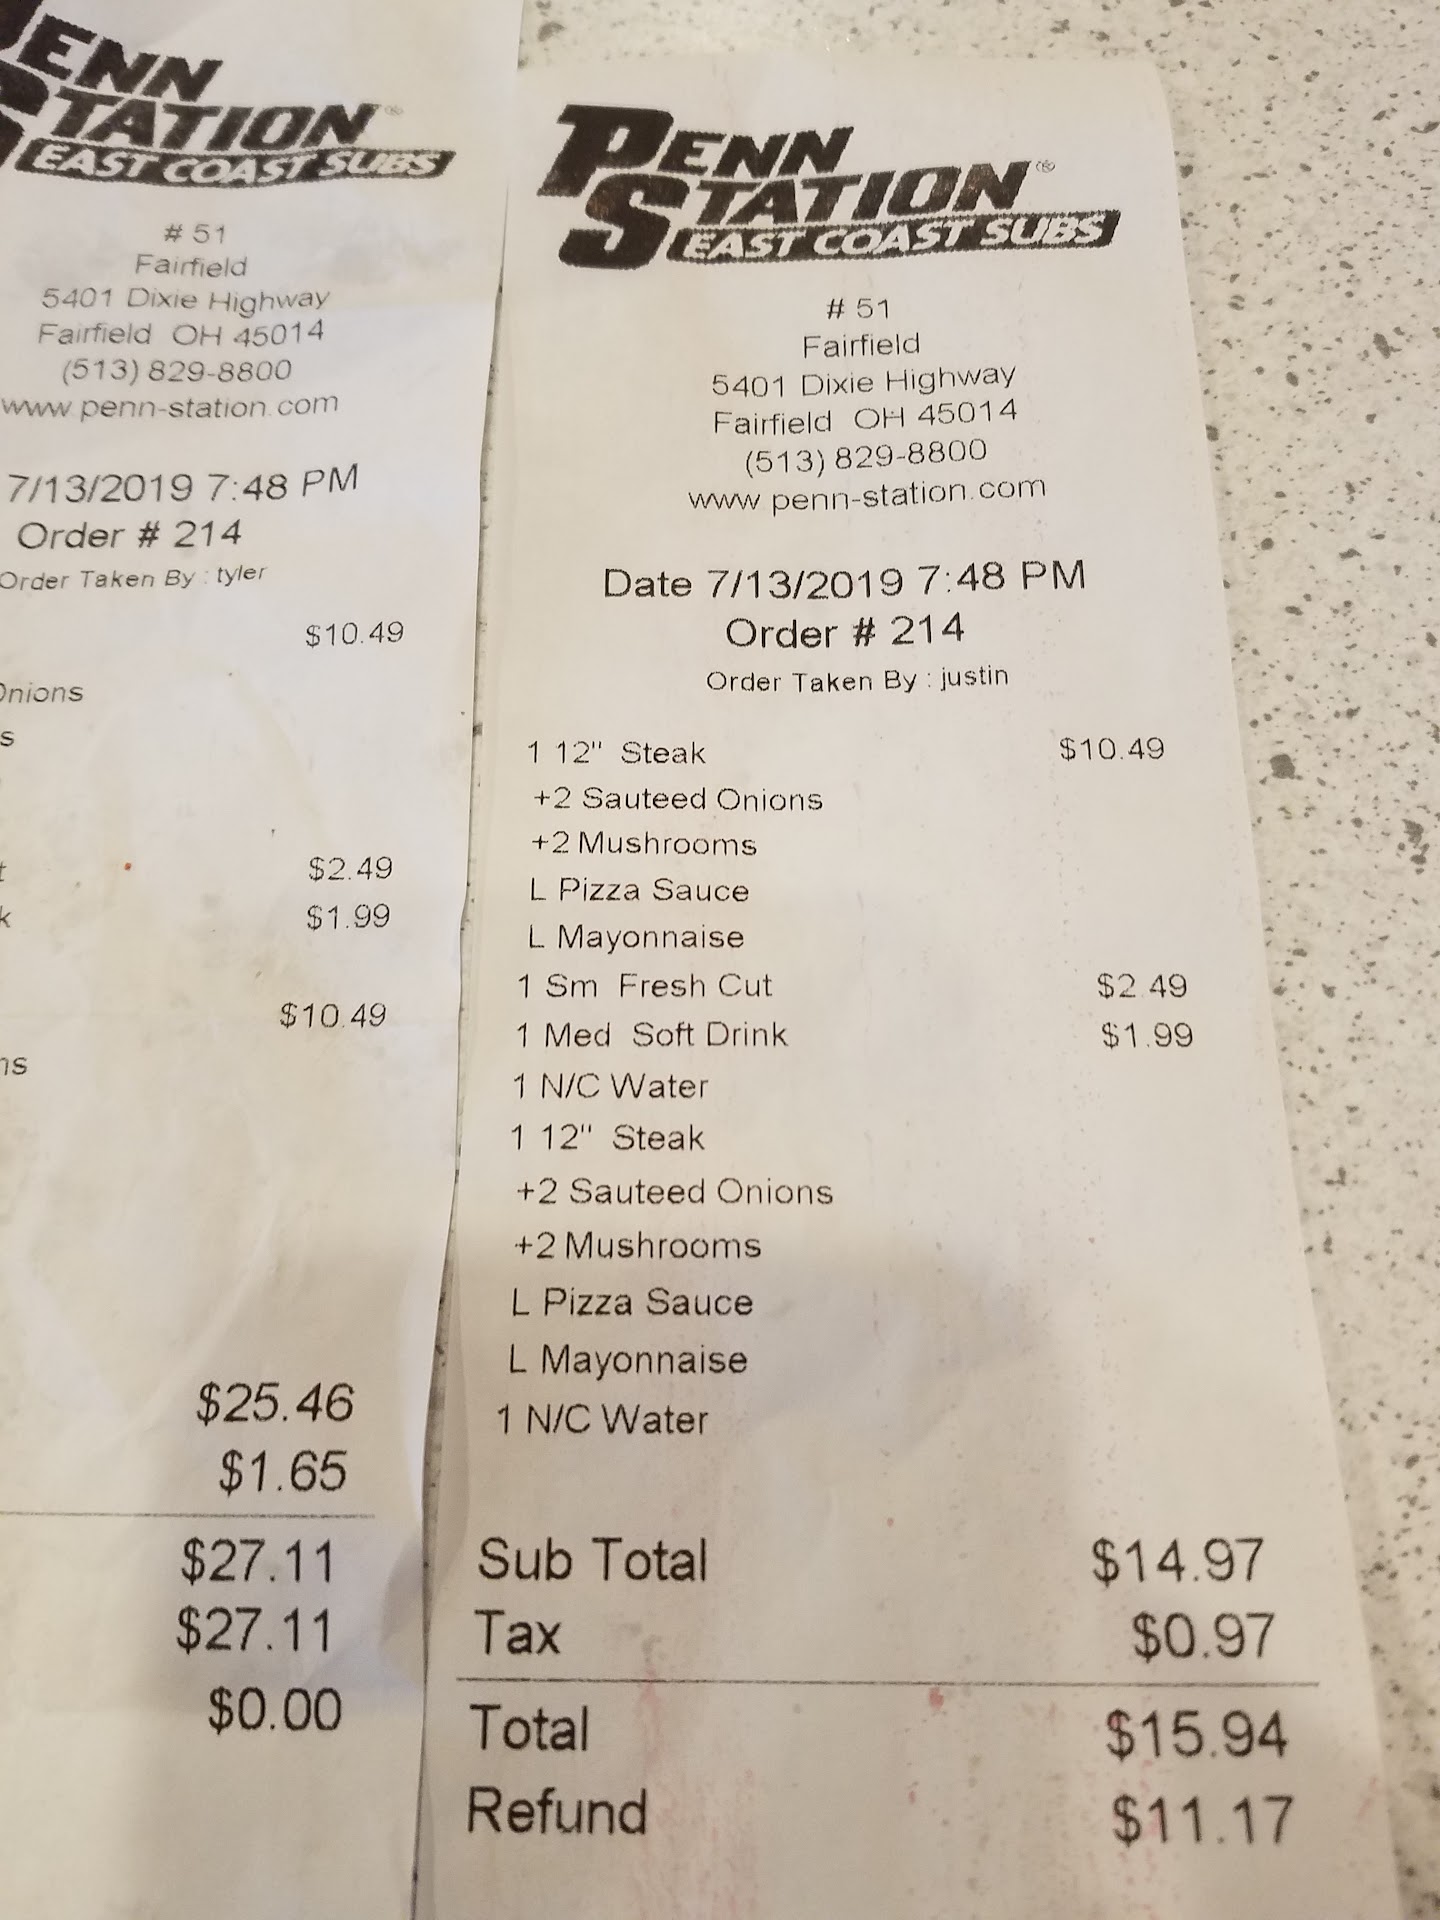 PENN
STATION®
EAST COAST SUBS
# 51
Fairfield
5401 Dixie Highway
Fairfield OH 45014
(513) 829-8800
www.penn-station.com
7/13/2019 7:48 PM
Order # 214
Order Taken By : tyler
$10.49
Onions
s
t $2.49
k $1.99
$10.49
ns
$25.46
$1.65
$27.11
$27.11
$0.00
PENN
STATION®
EAST COAST SUBS
# 51
Fairfield
5401 Dixie Highway
Fairfield OH 45014
(513) 829-8800
www.penn-station.com
Date 7/13/2019 7:48 PM
Order # 214
Order Taken By : justin
1 12" Steak $10.49
+2 Sauteed Onions
+2 Mushrooms
L Pizza Sauce
L Mayonnaise
1 Sm Fresh Cut $2.49
1 Med Soft Drink $1.99
1 N/C Water
1 12" Steak
+2 Sauteed Onions
+2 Mushrooms
L Pizza Sauce
L Mayonnaise
1 N/C Water
Sub Total $14.97
Tax $0.97
Total $15.94
Refund $11.17